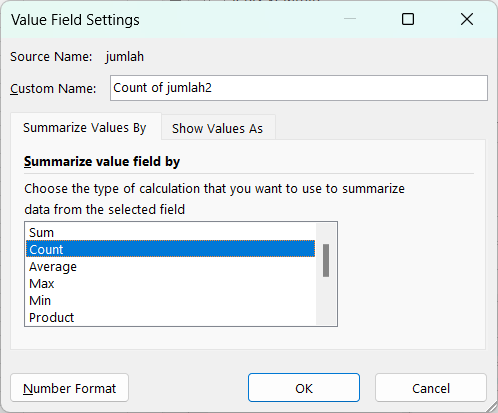 Value Field Settings
Source Name: jumlah
Custom Name: Count of jumlah2
Summarize Values By Show Values As
Summarize value field by
Choose the type of calculation that you want to use to summarize
data from the selected field
Sum
Count
Average
Max
Min
Product
Number Format OK Cancel